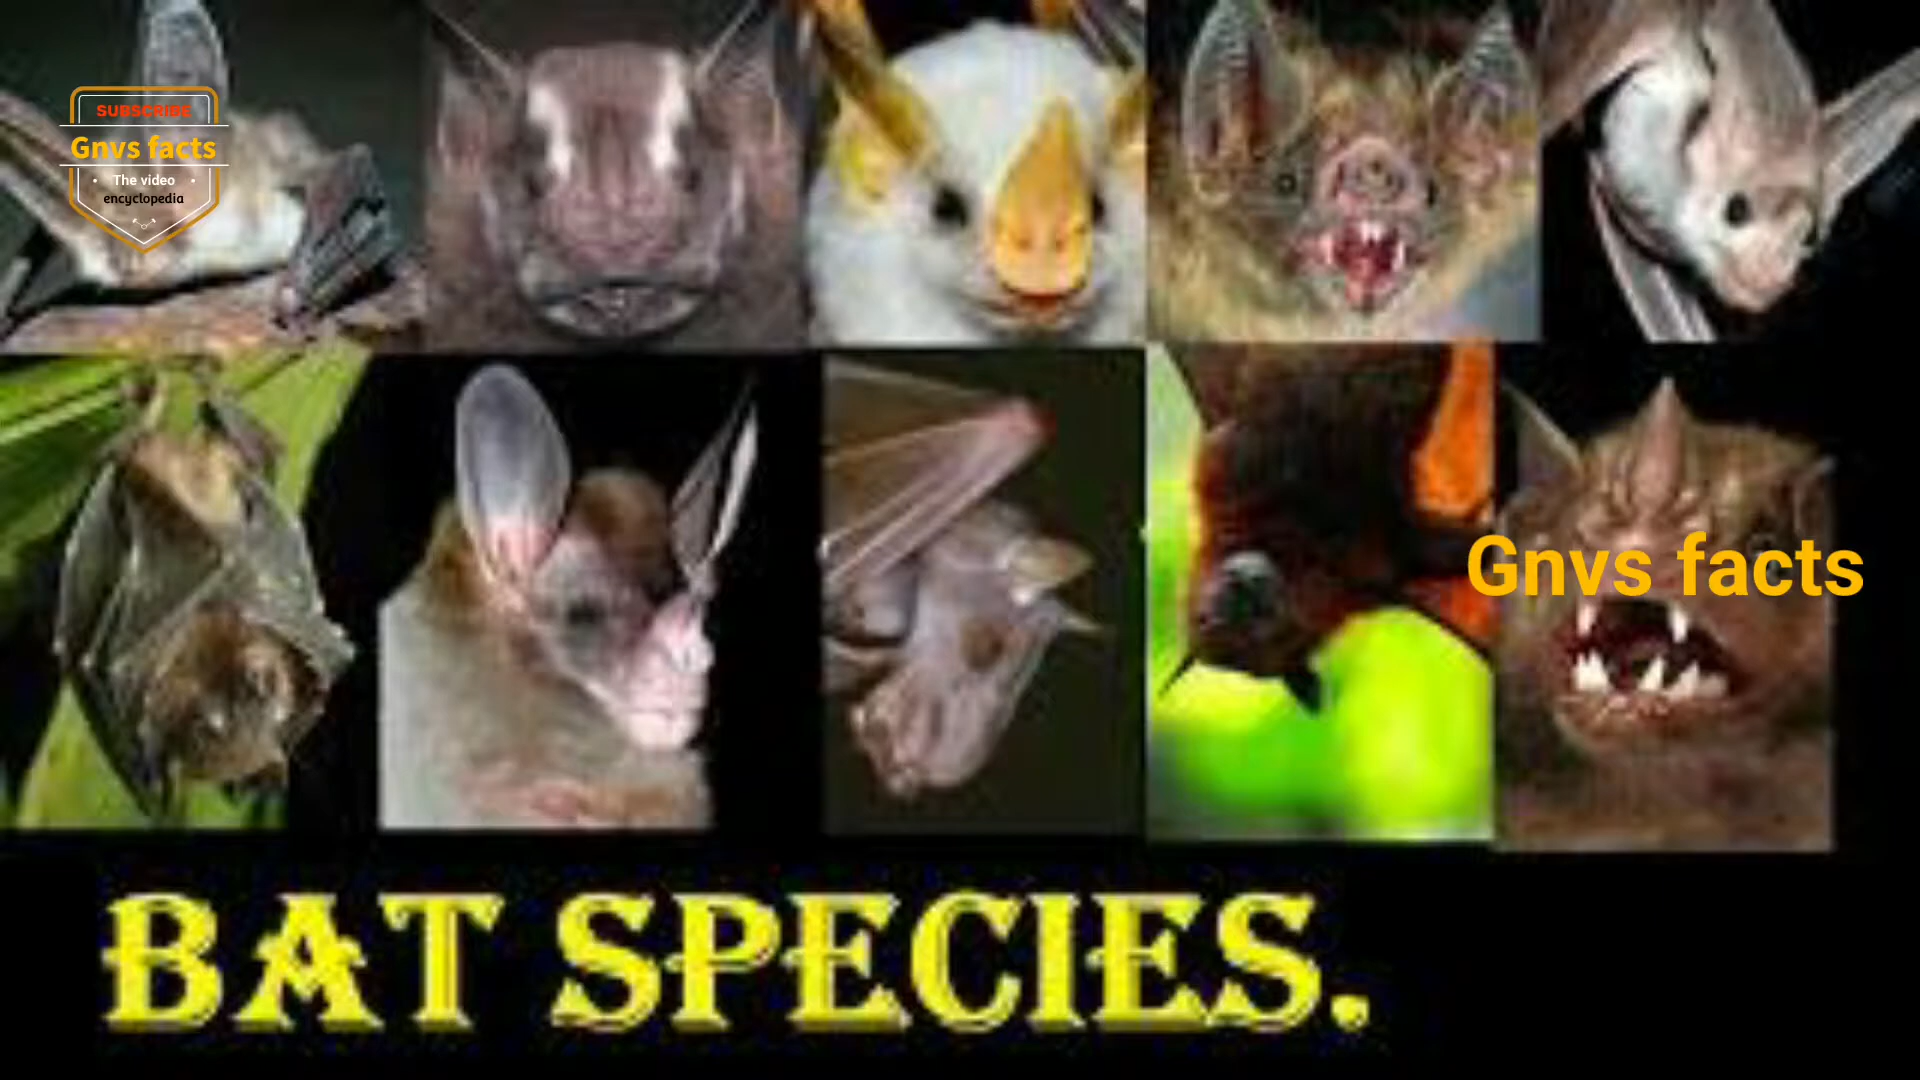 SUBSCRIBE
Gnvs facts
The video
encyclopedia
Gnvs facts
BAT SPECIES.